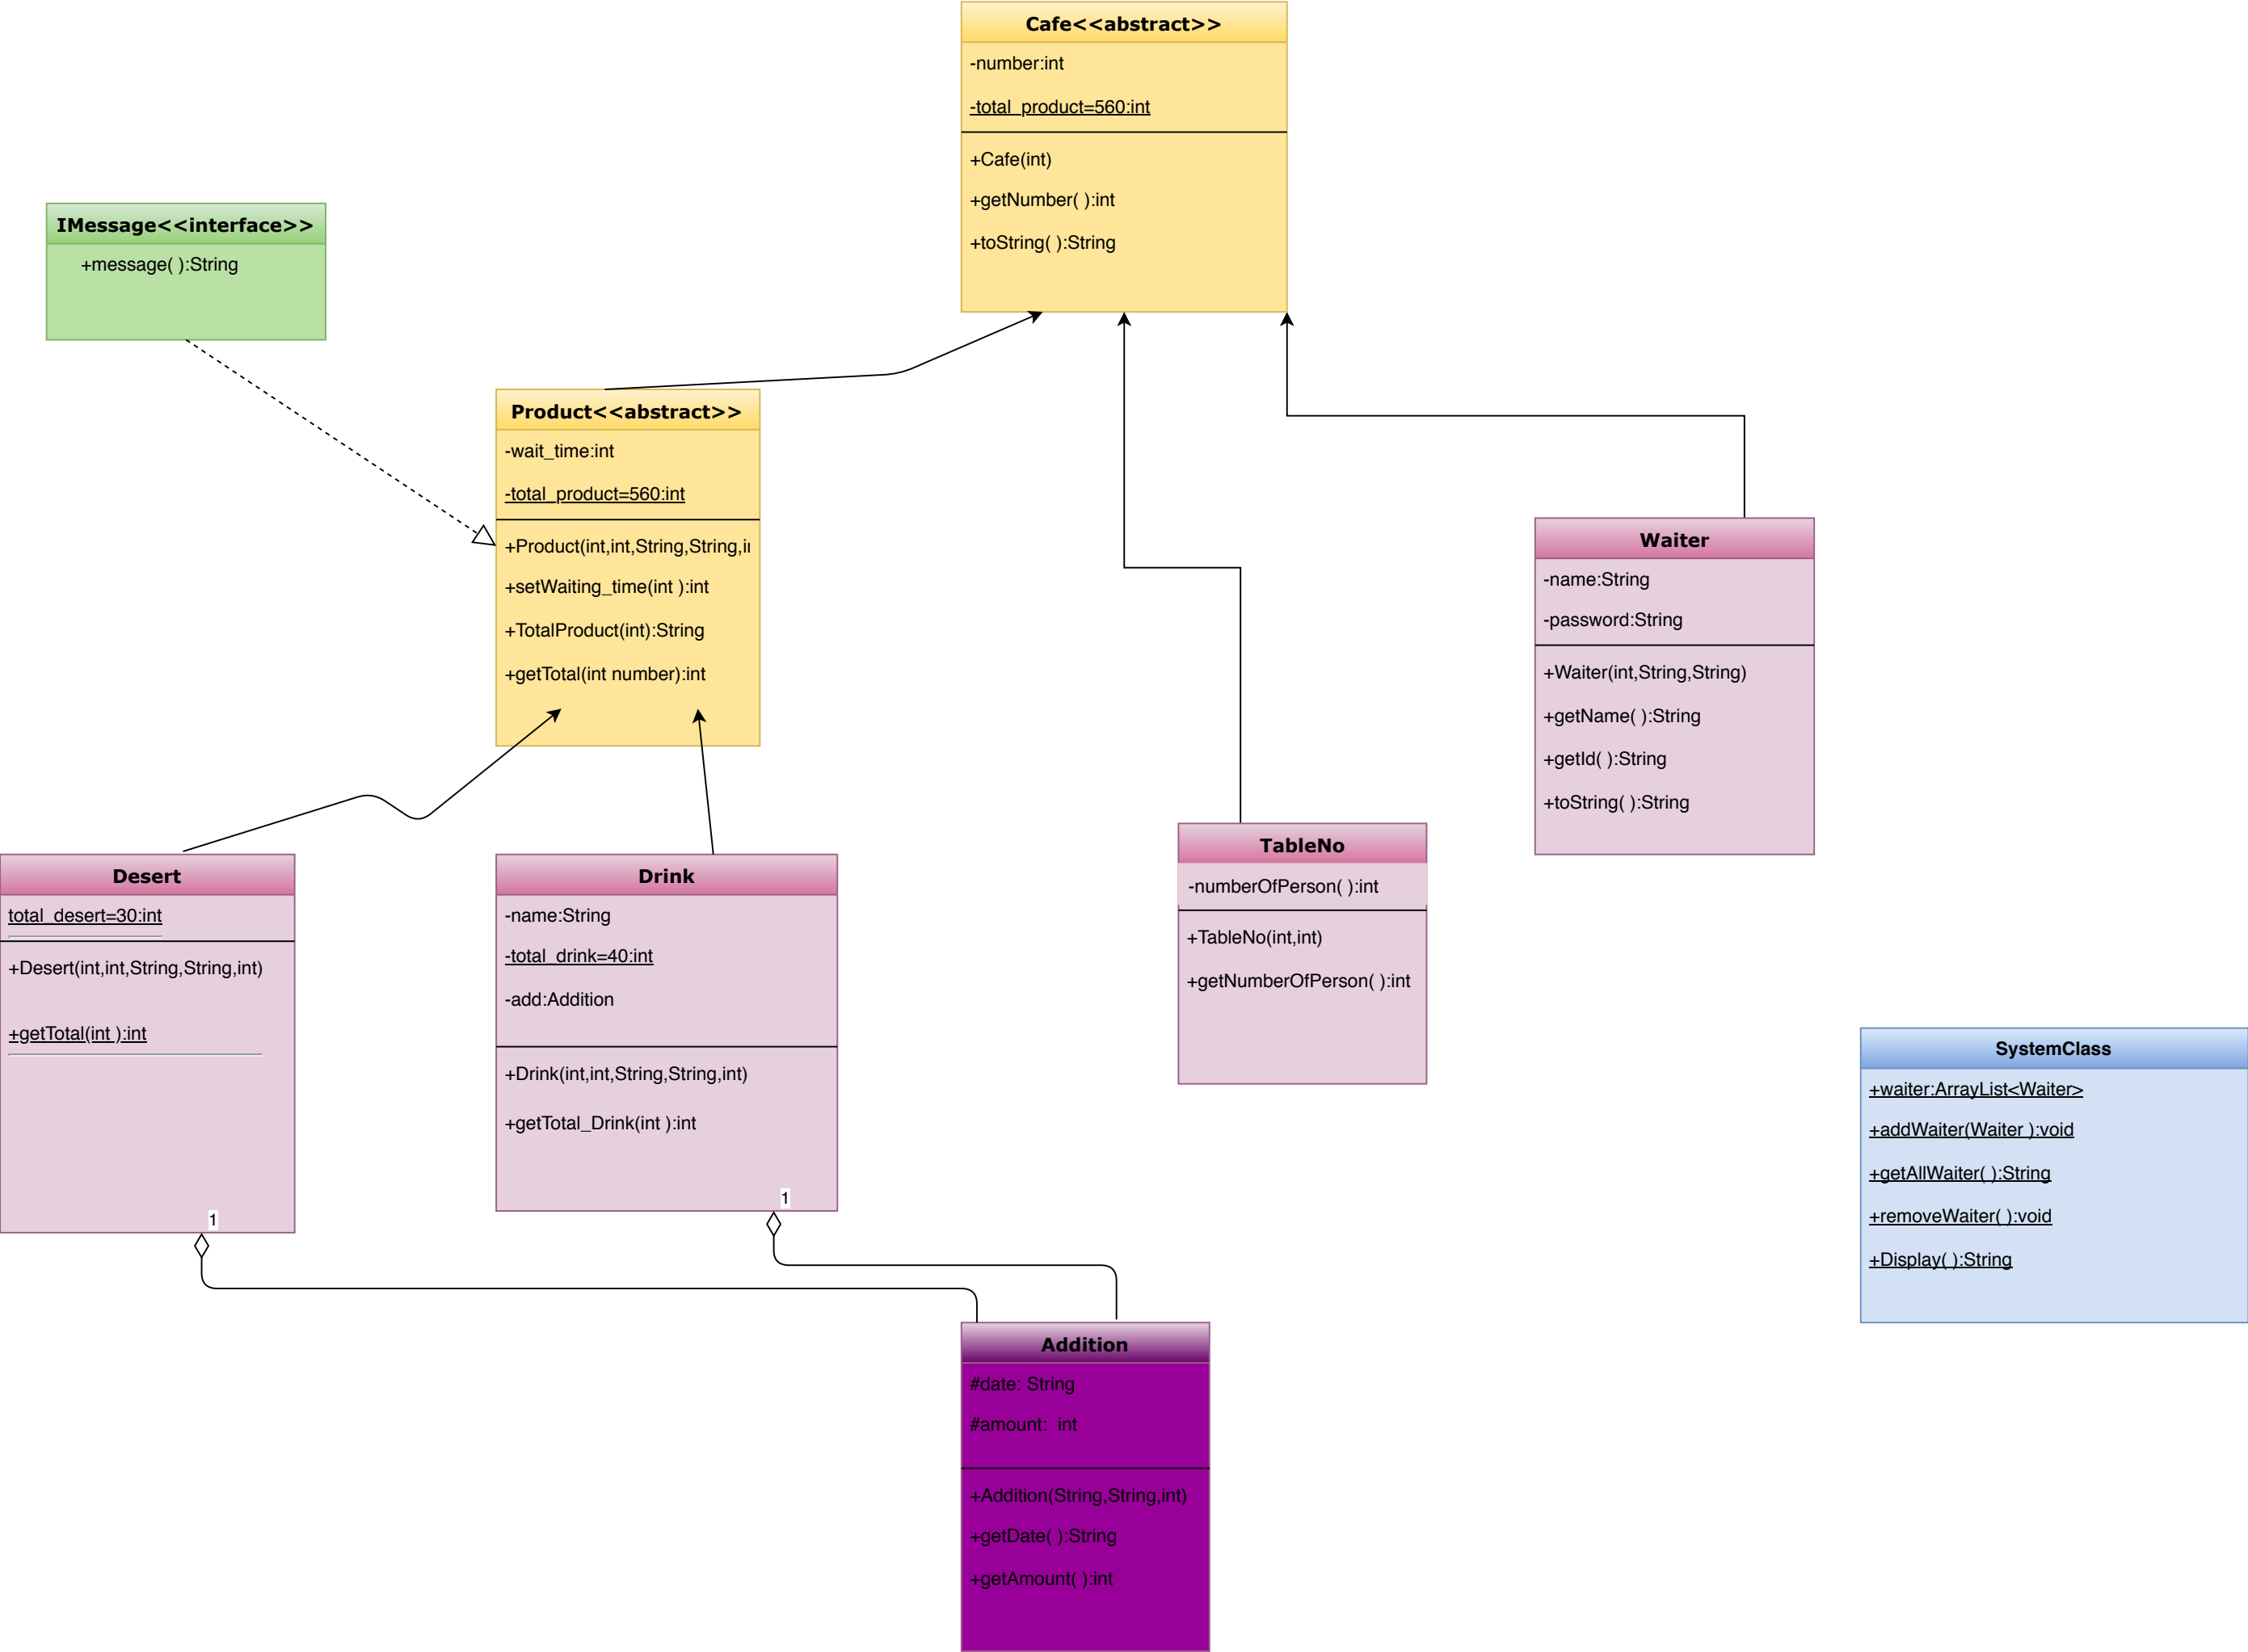 Cafe<<abstract>>
-number:int
-total_product=560:int
+Cafe(int)
+getNumber( ):int
+toString( ):String
IMessage<<interface>>
+message( ):String
Product<<abstract>>
-wait_time:int
-total_product=560:int
+Product(int,int,String,String,i
+setWaiting_time(int ):int
+TotalProduct(int):String
+getTotal(int number):int
Waiter
-name:String
-password:String
+Waiter(int,String,String)
+getName( ):String
+getId( ):String
+toString( ):String
Desert
total_desert=30:int
+Desert(int,int,String,String,int)
+getTotal(int ):int
1
Drink
-name:String
-total_drink=40:int
-add:Addition
+Drink(int,int,String,String,int)
+getTotal_Drink(int ):int
1
TableNo
-numberOfPerson( ):int
+TableNo(int,int)
+getNumberOfPerson( ):int
SystemClass
+waiter:ArrayList<Waiter>
+addWaiter(Waiter ):void
+getAllWaiter( ):String
+removeWaiter( ):void
+Display( ):String
Addition
#date: String
#amount:  int
+Addition(String,String,int)
+getDate( ):String
+getAmount( ):int